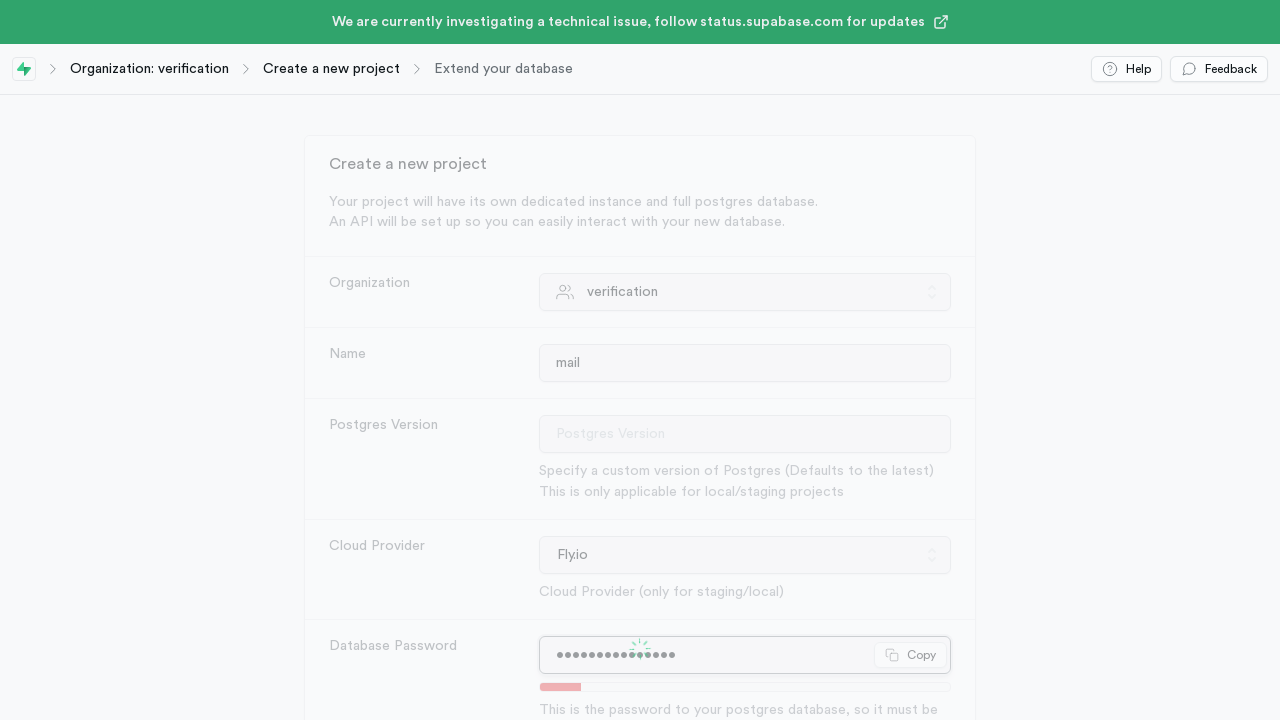 We are currently investigating a technical issue, follow status.supabase.com for updates
Organization: verification
Create a new project
Extend your database
Help
Feedback
Create a new project
Your project will have its own dedicated instance and full postgres database.
An API will be set up so you can easily interact with your new database.
Organization
verification
Name
mail
Postgres Version
Postgres Version
Specify a custom version of Postgres (Defaults to the latest)
This is only applicable for local/staging projects
Cloud Provider
Fly.io
Cloud Provider (only for staging/local)
Database Password
Copy
This is the password to your postgres database, so it must be